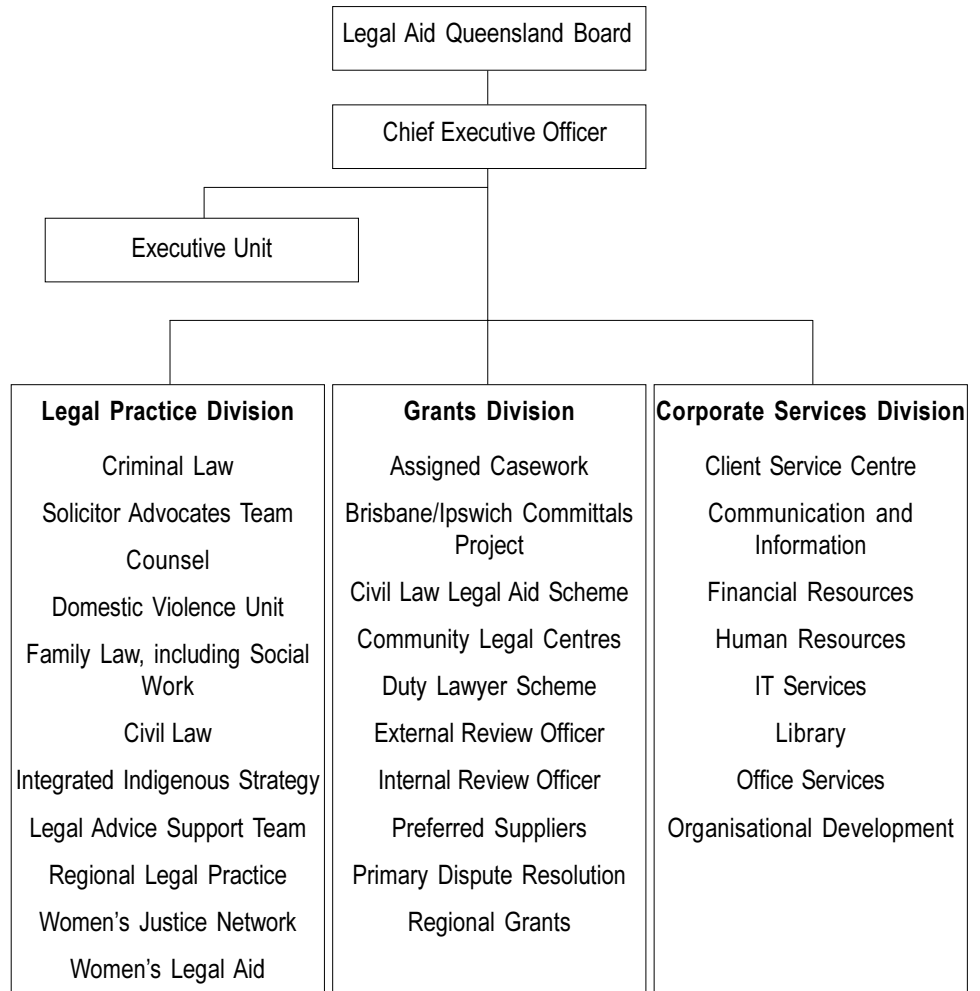 Legal Aid Queensland Board
Chief Executive Officer
Executive Unit
Legal Practice Division
Criminal Law
Solicitor Advocates Team
Counsel
Domestic Violence Unit
Family Law, including Social
Work
Civil Law
Integrated Indigenous Strategy
Legal Advice Support Team
Regional Legal Practice
Women's Justice Network
Women's Legal Aid
Grants Division
Assigned Casework
Brisbane/Ipswich Committals
Project
Civil Law Legal Aid Scheme
Community Legal Centres
Duty Lawyer Scheme
External Review Officer
Internal Review Officer
Preferred Suppliers
Primary Dispute Resolution
Regional Grants
Corporate Services Division
Client Service Centre
Communication and
Information
Financial Resources
Human Resources
IT Services
Library
Office Services
Organisational Development